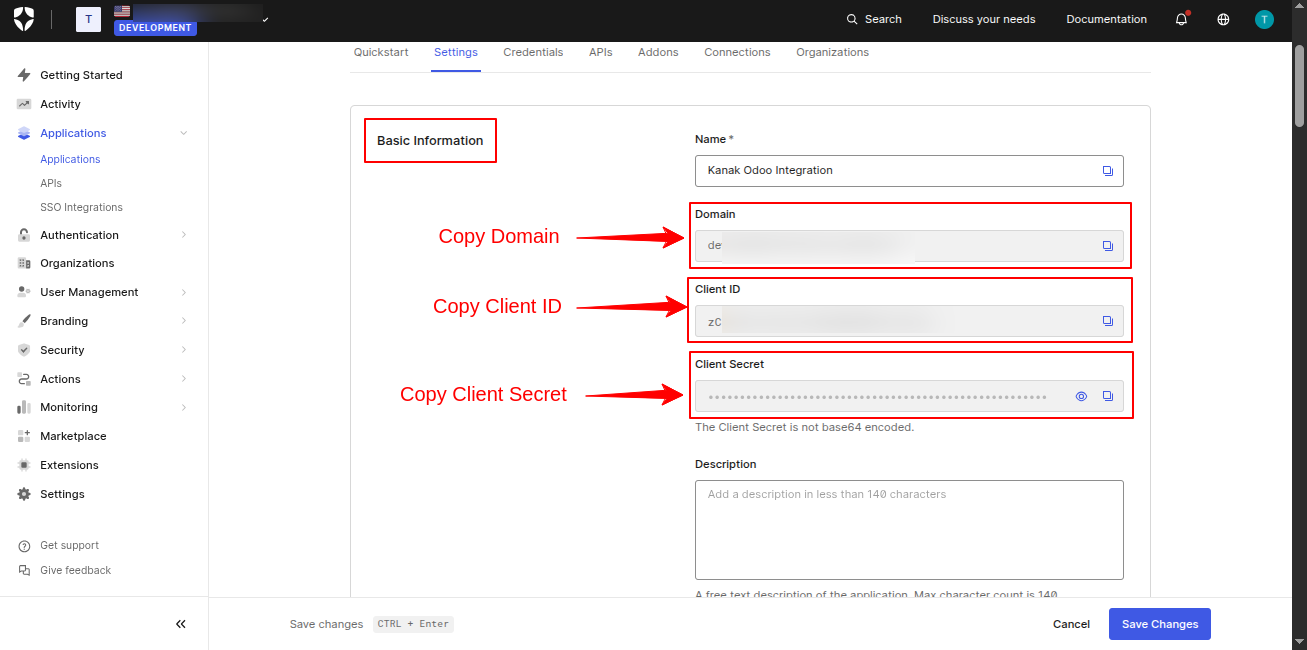 T
DEVELOPMENT
Search
Discuss your needs
Documentation
T
Getting Started
Activity
Applications
Applications
APIs
SSO Integrations
Authentication
Organizations
User Management
Branding
Security
Actions
Monitoring
Marketplace
Extensions
Settings
Get support
Give feedback
Quickstart
Settings
Credentials
APIs
Addons
Connections
Organizations
Basic Information
Name *
Kanak Odoo Integration
Copy Domain
Domain
Copy Client ID
Client ID
zC
Copy Client Secret
Client Secret
••••••••••••••••••••••••••••••••••••••••••••••••••••••••••••••••
The Client Secret is not base64 encoded.
Description
Add a description in less than 140 characters
A free text description of the application. Max character count is 140.
Save changes CTRL + Enter
Cancel
Save Changes